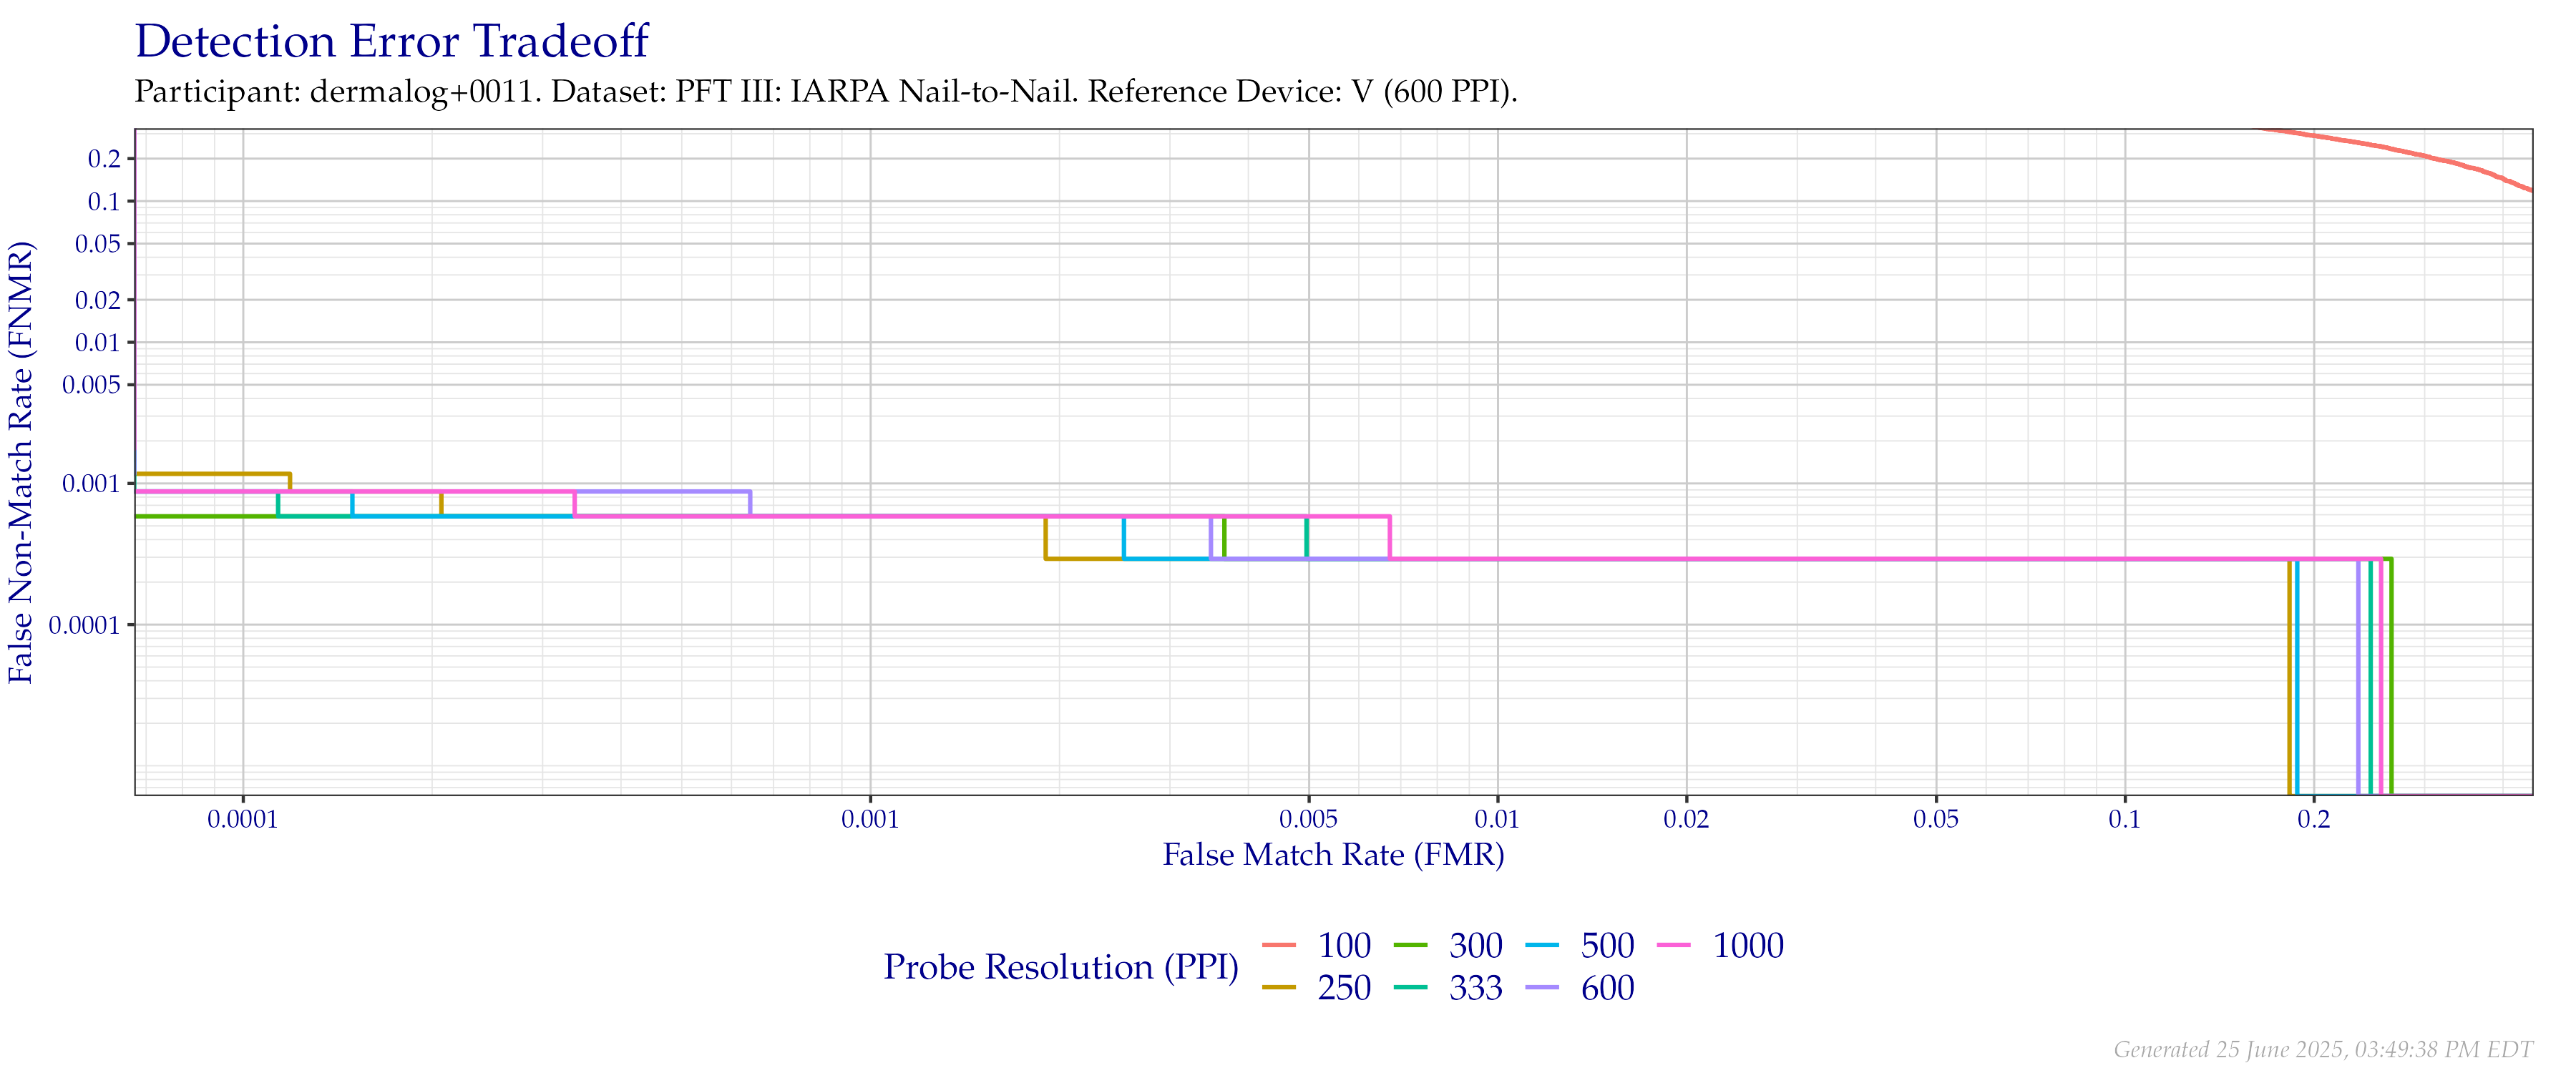 Detection Error Tradeoff
Participant: dermalog+0011. Dataset: PFT III: IARPA Nail-to-Nail. Reference Device: V (600 PPI).
False Non-Match Rate (FNMR)
0.2
0.1
0.05
0.02
0.01
0.005
0.001
0.0001
0.0001 0.001 0.005 0.01 0.02 0.05 0.1 0.2
False Match Rate (FMR)
Probe Resolution (PPI)
100 300 500 1000
250 333 600
Generated 25 June 2025, 03:49:38 PM EDT